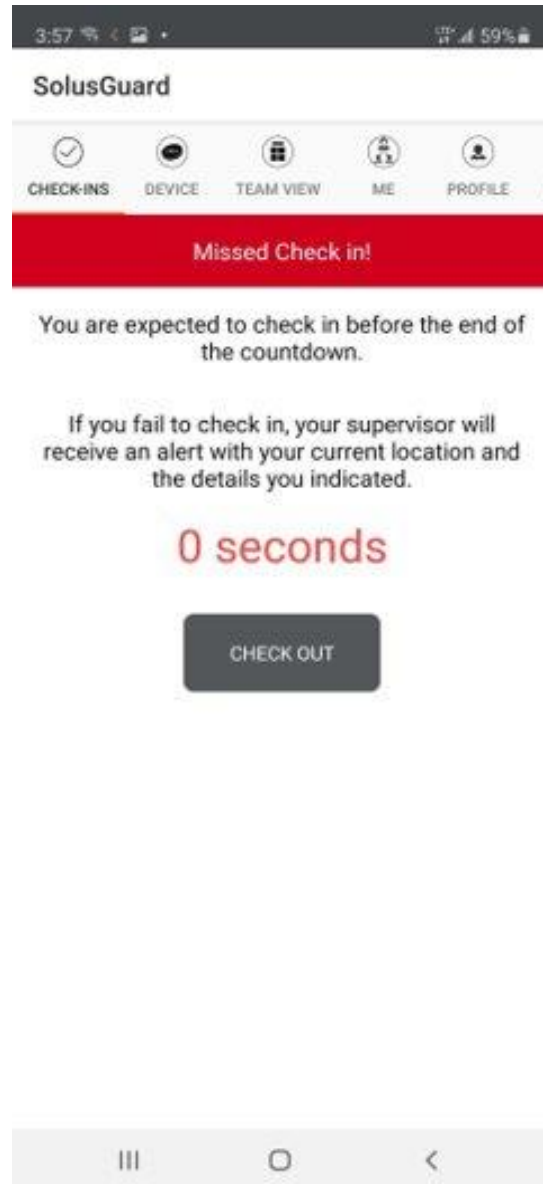 3:57
59%
SolusGuard
CHECK-INS DEVICE TEAM VIEW ME PROFILE
Missed Check in!
You are expected to check in before the end of
the countdown.
If you fail to check in, your supervisor will
receive an alert with your current location and
the details you indicated.
0 seconds
CHECK OUT